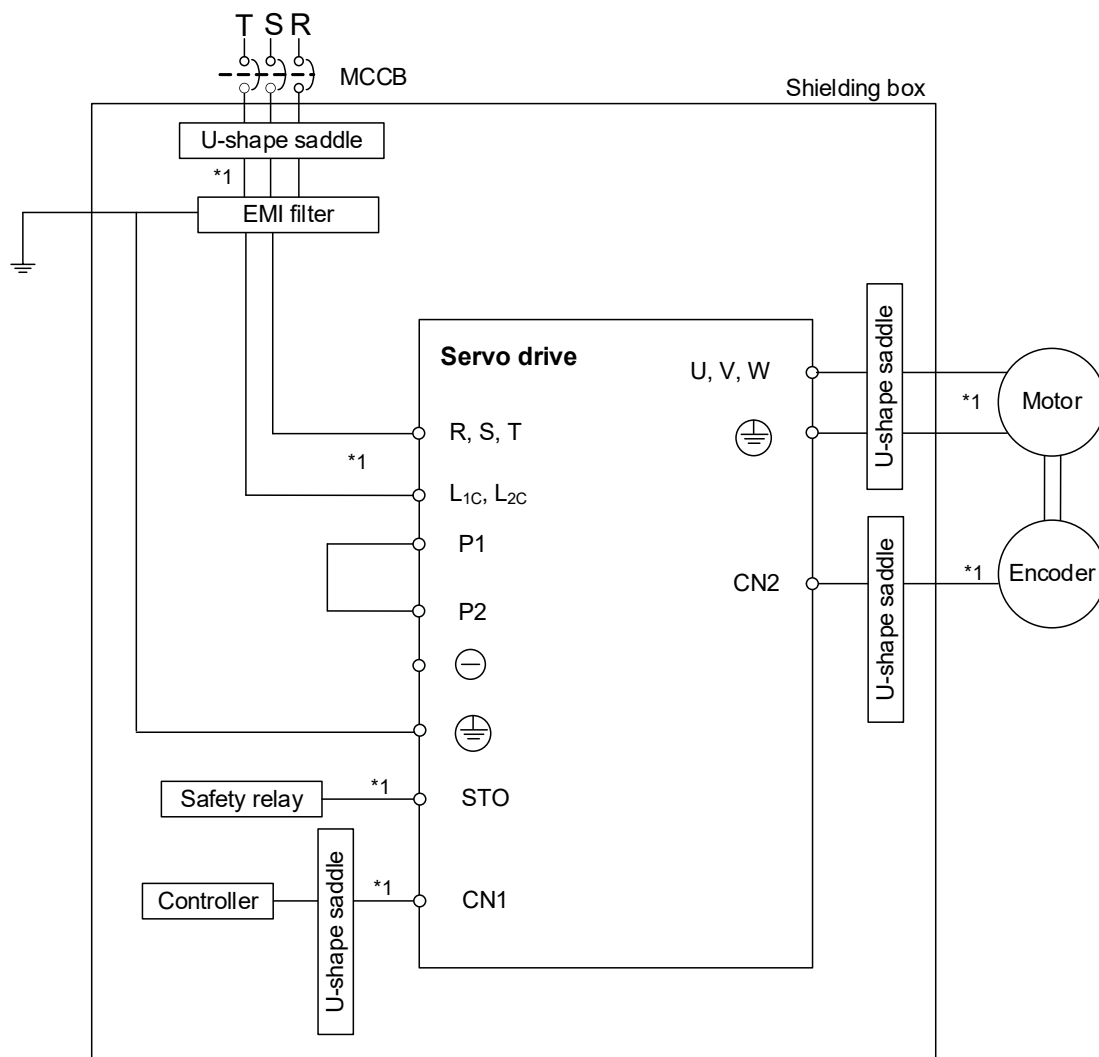 T S R
MCCB
Shielding box
U-shape saddle
*1
EMI filter
Servo drive
U, V, W
U-shape saddle
*1
Motor
R, S, T
*1
L1C, L2C
P1
P2
CN2
U-shape saddle
*1
Encoder
Safety relay
*1
STO
Controller
U-shape saddle
*1
CN1